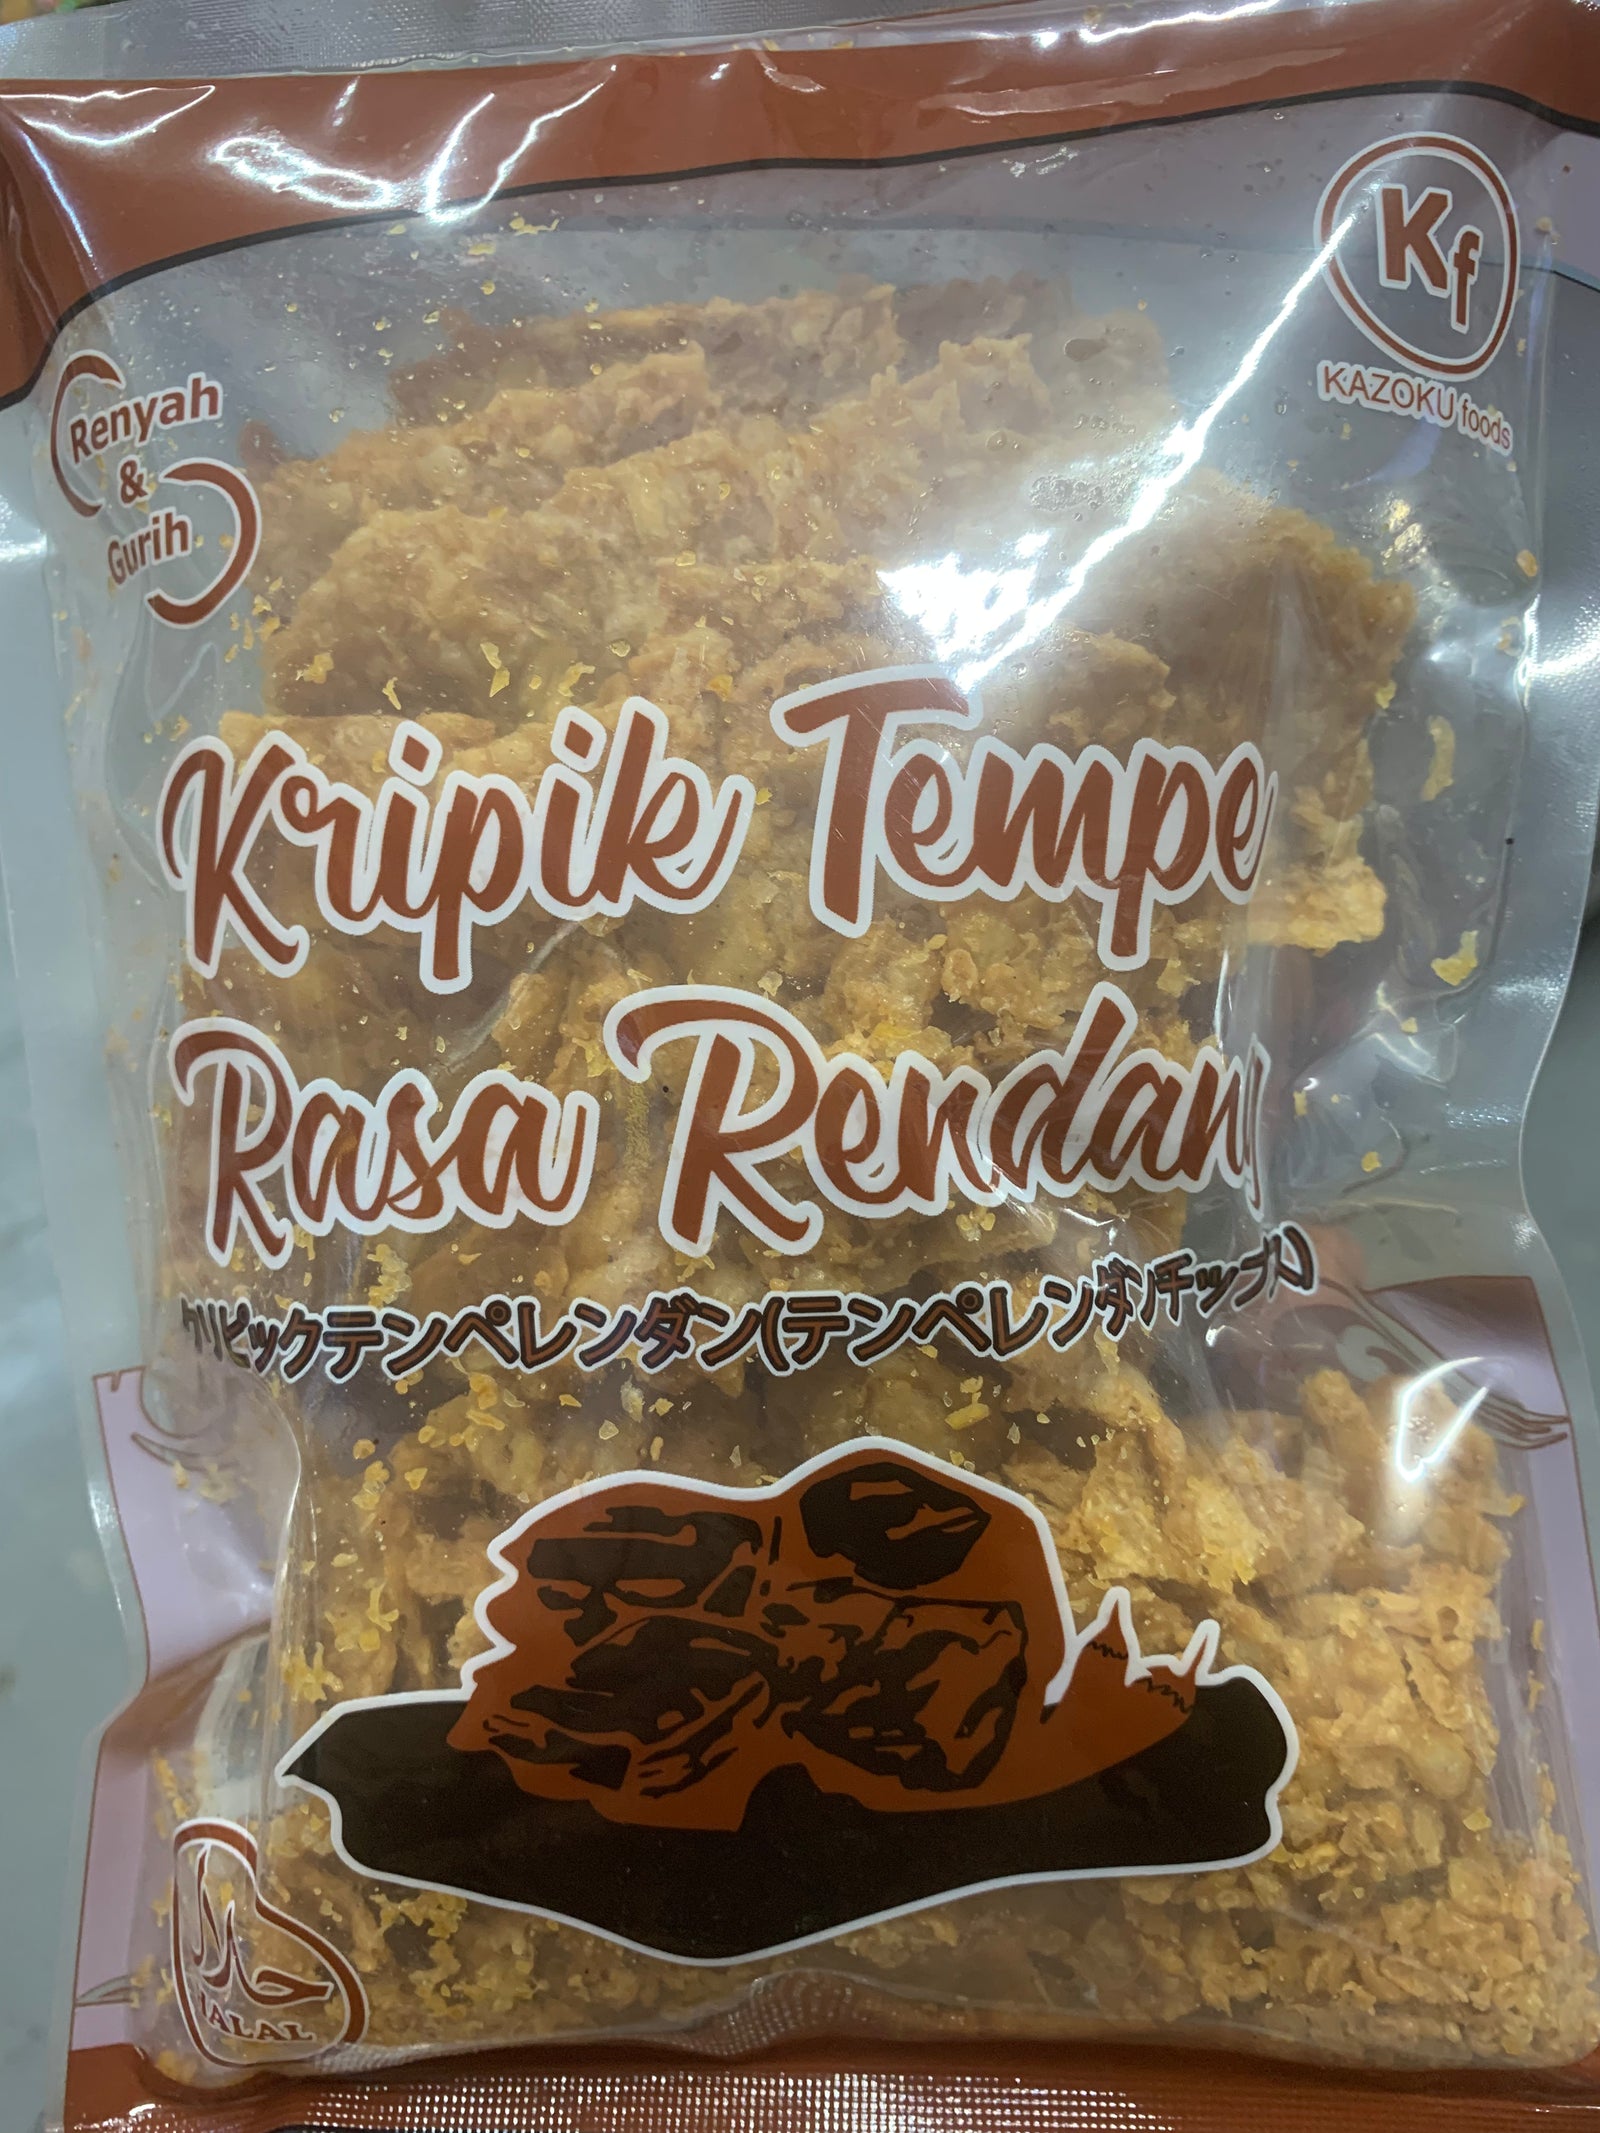 Kf
KAZOKU foods
Renyah
&
Gurih
Kripik Tempe
Rasa Rendang
クリピックテンペレンダン(テンペレンダンチップス)
حلال
HALAL